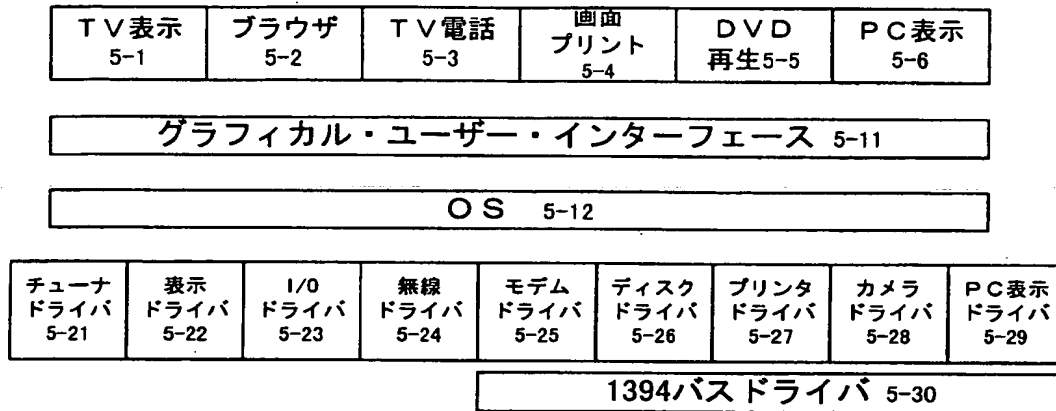 TV表示
5-1
ブラウザ
5-2
TV電話
5-3
画面
プリント
5-4
DVD
再生5-5
PC表示
5-6
グラフィカル・ユーザー・インターフェース 5-11
OS 5-12
チューナ
ドライバ
5-21
表示
ドライバ
5-22
I/O
ドライバ
5-23
無線
ドライバ
5-24
モデム
ドライバ
5-25
ディスク
ドライバ
5-26
プリンタ
ドライバ
5-27
カメラ
ドライバ
5-28
PC表示
ドライバ
5-29
1394バスドライバ 5-30